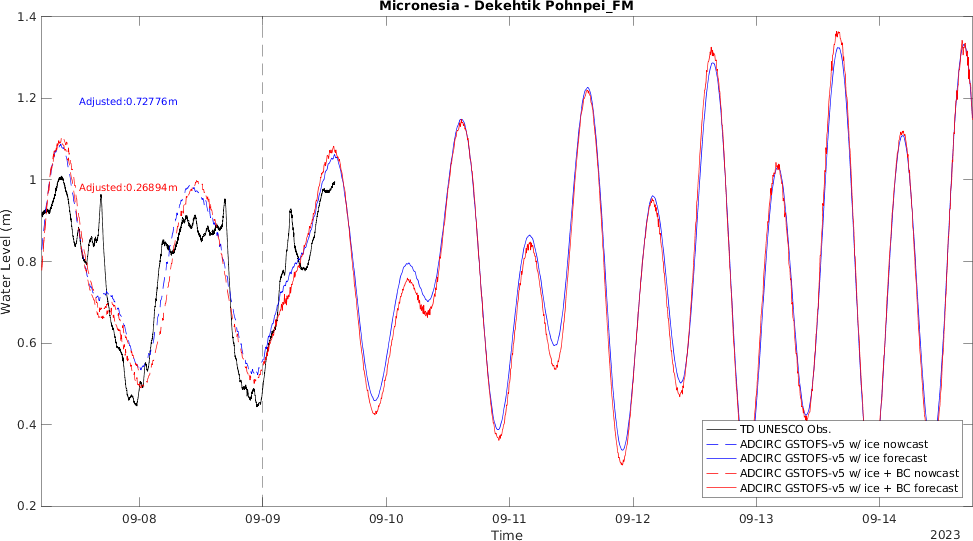 Micronesia - Dekehtik Pohnpei_FM
1.4
1.2
1
0.8
0.6
0.4
0.2
Water Level (m)
Adjusted:0.72776m
Adjusted:0.26894m
TD UNESCO Obs.
ADCIRC GSTOFS-v5 w/ ice nowcast
ADCIRC GSTOFS-v5 w/ ice forecast
ADCIRC GSTOFS-v5 w/ ice + BC nowcast
ADCIRC GSTOFS-v5 w/ ice + BC forecast
09-08 09-09 09-10 09-11 09-12 09-13 09-14
Time
2023